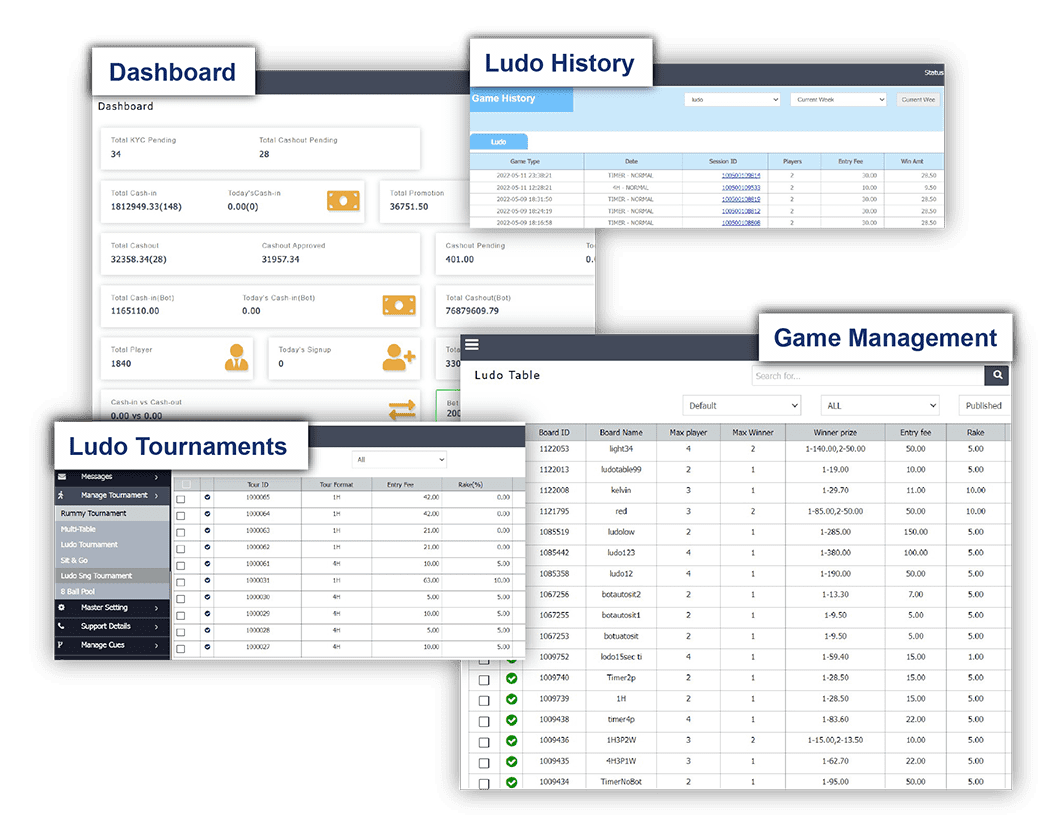 Dashboard
Dashboard
Total KYC Pending Total Cashout Pending
34 28
Total Cash-in Today'sCash-in Total Promotion
1812949.33(148) 0.00(0) 36751.50
Total Cashout Cashout Approved Cashout Pending
32358.34(28) 31957.34 401.00
Total Cash-in(Bot) Today's Cash-in(Bot) Total Cashout(Bot)
1165110.00 0.00 76879609.79
Total Player Today's Signup
1840 0
Cash-in vs Cash-out
0.00 vs 0.00
Ludo History
Status
Game History ludo Current Week Current Wee
Ludo
Game Type Date Session ID Players Entry Fee Win Amt
2022-05-11 23:38:21 TIMER - NORMAL 2 30.00 28.50
2022-05-11 12:28:21 4H - NORMAL 2 10.00 9.50
2022-05-09 18:31:50 TIMER - NORMAL 2 30.00 28.50
2022-05-09 18:24:19 TIMER - NORMAL 2 30.00 28.50
2022-05-09 18:16:58 TIMER - NORMAL 2 30.00 28.50
Game Management
Ludo Table Search for...
Default ALL Published
Board ID Board Name Max player Max Winner Winner prize Entry fee Rake
1122053 light34 4 2 1-140.00,2-50.00 50.00 5.00
1122013 ludotable99 2 1 1-19.00 10.00 5.00
1122008 kelvin 3 1 1-29.70 11.00 10.00
1121795 red 3 2 1-85.00,2-50.00 50.00 10.00
1085519 ludolow 2 1 1-285.00 150.00 5.00
1085442 ludo123 4 1 1-380.00 100.00 5.00
1085358 ludo12 4 1 1-190.00 50.00 5.00
1067256 botautosit2 2 1 1-13.30 7.00 5.00
1067255 botautosit1 2 1 1-9.50 5.00 5.00
1067253 botuatosit 2 1 1-9.50 5.00 5.00
1009752 lodo15sec ti 4 1 1-59.40 15.00 1.00
1009740 Timer2p 2 1 1-28.50 15.00 5.00
1009739 1H 2 1 1-28.50 15.00 5.00
1009438 timer4p 4 1 1-83.60 22.00 5.00
1009436 1H3P2W 3 2 1-15.00,2-13.50 10.00 5.00
1009435 4H3P1W 3 1 1-62.70 22.00 5.00
1009434 TimerNoBot 2 1 1-95.00 50.00 5.00
Ludo Tournaments
All
Messages
Manage Tournament
Rummy Tournament
Multi-Table
Ludo Tournament
Sit & Go
Ludo Sng Tournament
8 Ball Pool
Master Setting
Support Details
Manage Cues
Tour ID Tour Format Entry Fee Rake(%)
1000065 1H 42.00 0.00
1000064 1H 42.00 0.00
1000063 1H 21.00 0.00
1000062 1H 21.00 0.00
1000061 4H 10.00 5.00
1000031 1H 63.00 10.00
1000030 4H 5.00 5.00
1000029 4H 10.00 5.00
1000028 4H 5.00 5.00
1000027 4H 10.00 5.00